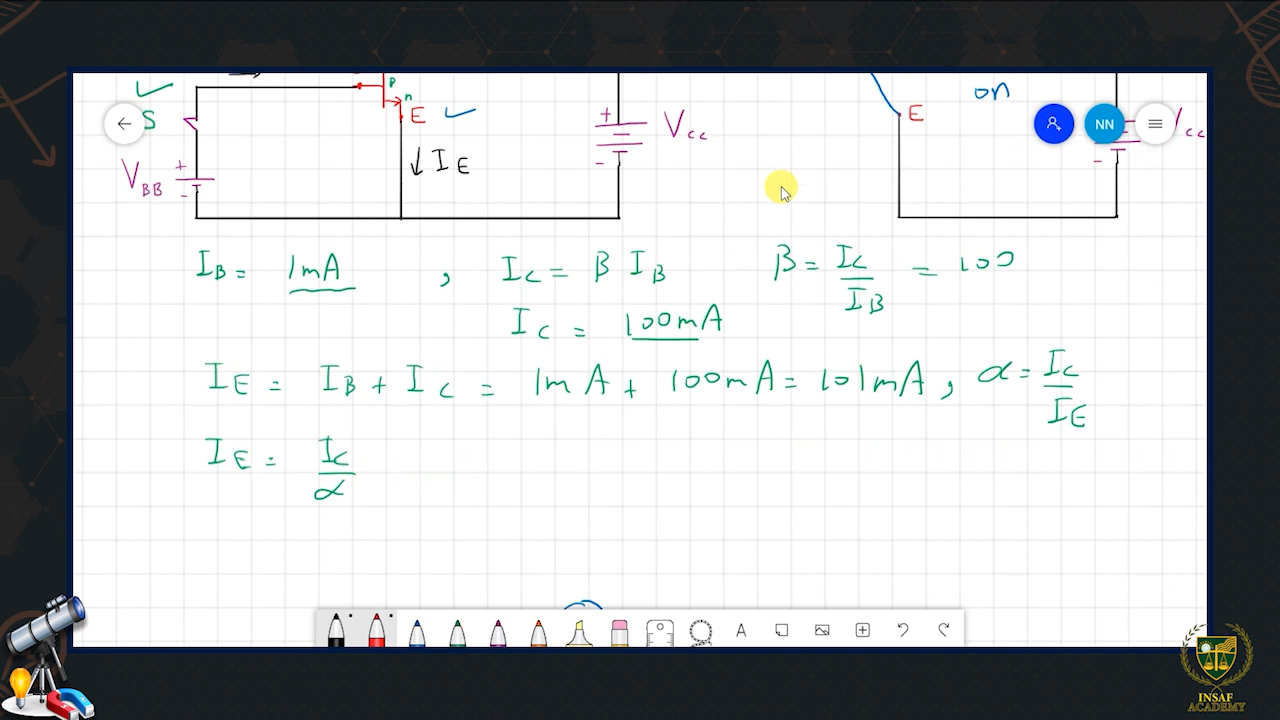 P
n
on
S
E
E
+
V_CC
V_CC
NN
I_E
+
V_BB
-
-
-
I_B = 1mA , I_C = β I_B β = I_C / I_B = 100
I_C = 100mA
I_E = I_B + I_C = 1mA + 100mA = 101mA , α = I_C / I_E
I_E = I_C / α
A
INSAF
ACADEMY